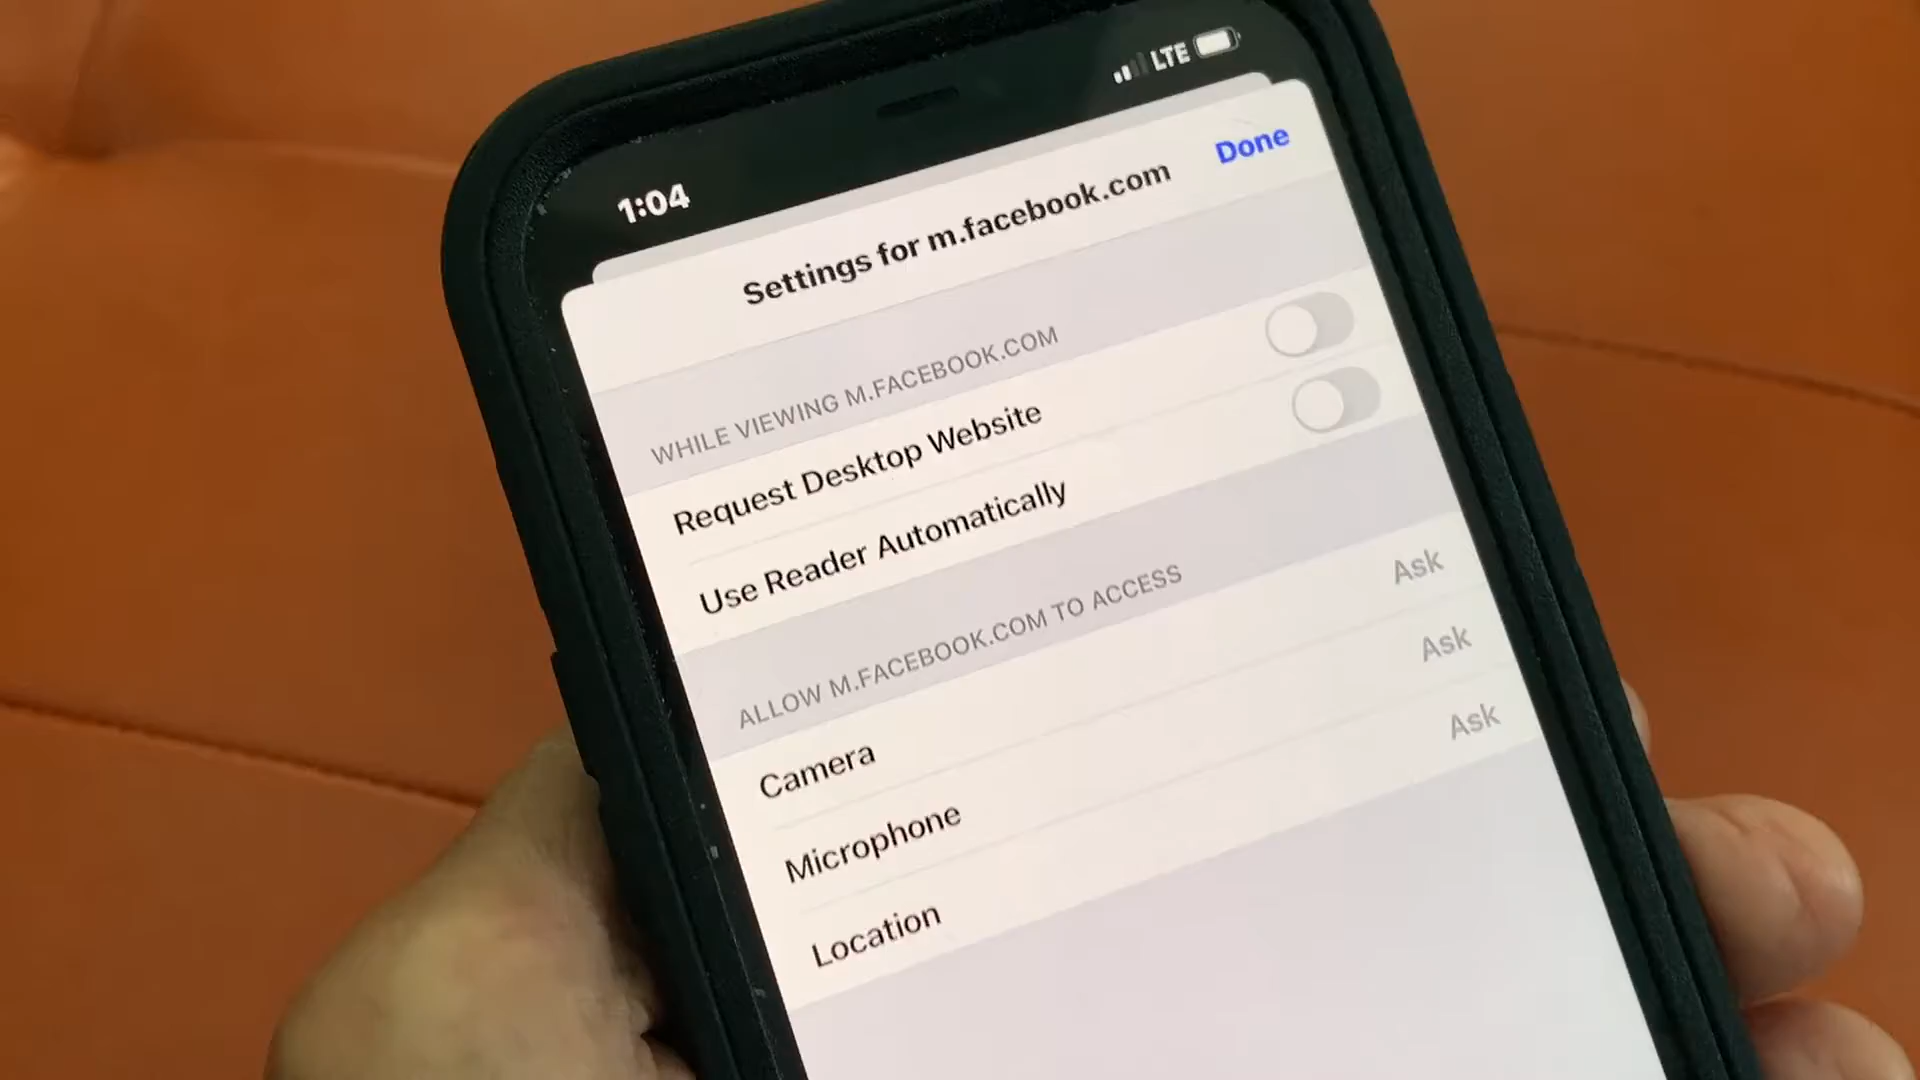 1:04 LTE
Settings for m.facebook.com Done
WHILE VIEWING M.FACEBOOK.COM
Request Desktop Website
Use Reader Automatically
ALLOW M.FACEBOOK.COM TO ACCESS
Camera Ask
Microphone Ask
Location Ask